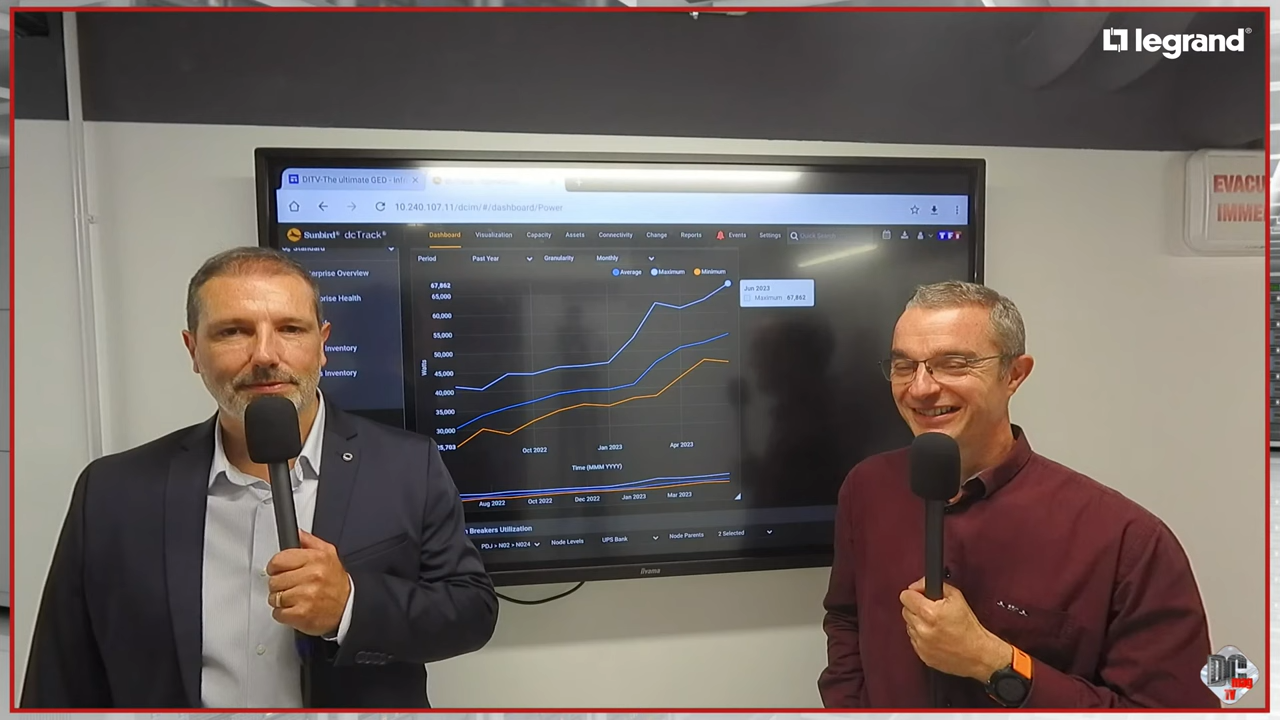 legrand®
DITV-The ultimate GED - Infr
10.240.107.11/dcim/#/dashboard/Power
Sunbird® dcTrack®
Dashboard Visualization Capacity Assets Connectivity Change Reports Events Settings Quick Search
Standard
erprise Overview
prise Health
Inventory
Inventory
Period Past Year Granularity Monthly
Average Maximum Minimum
67,862
65,000
60,000
55,000
50,000
45,000
40,000
35,000
30,000
25,703
Watts
Jun 2023
Maximum 67,862
Oct 2022 Jan 2023 Apr 2023
Time (MMM YYYY)
Aug 2022 Oct 2022 Dec 2022 Jan 2023 Mar 2023
Breakers Utilization
PDJ > N02 > N024 Node Levels UPS Bank Node Parents 2 Selected
iiyama
EVACU
IMME
DC
TV